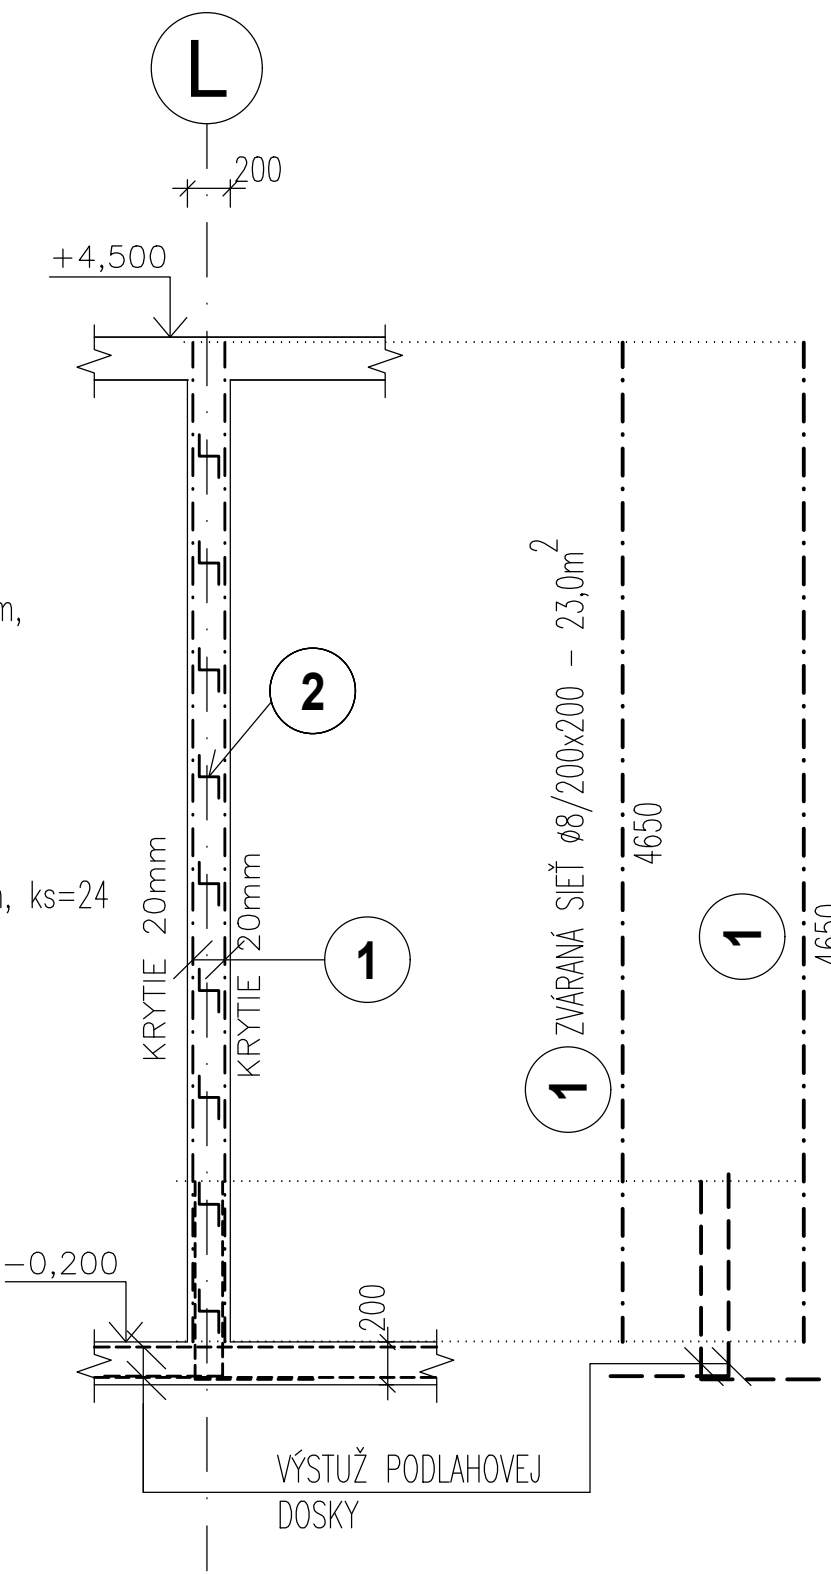 L
200
+4,500
m,
2
, ks=24
KRYTIE 20mm
KRYTIE 20mm
1
ZVÁRANÁ SIEŤ ø8/200x200 – 23,0m²
1
4650
1
4650
-0,200
200
VÝSTUŽ PODLAHOVEJ
DOSKY